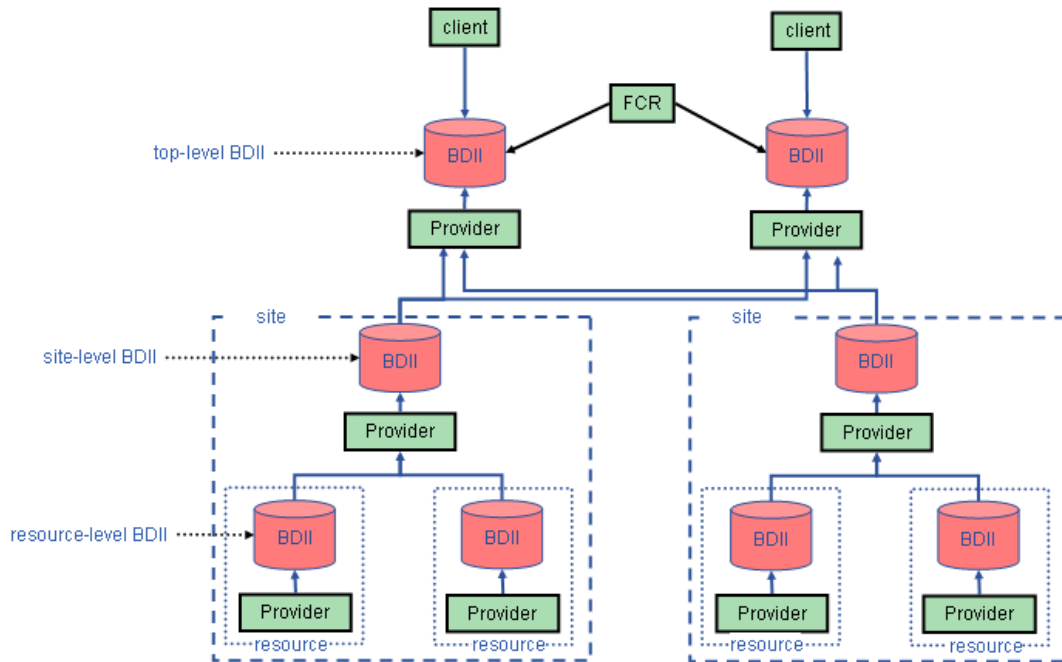 client
client
FCR
top-level BDII
BDII
BDII
Provider
Provider
site
site
site-level BDII
BDII
BDII
Provider
Provider
resource-level BDII
BDII
BDII
BDII
BDII
Provider
Provider
Provider
Provider
resource
resource
resource
resource